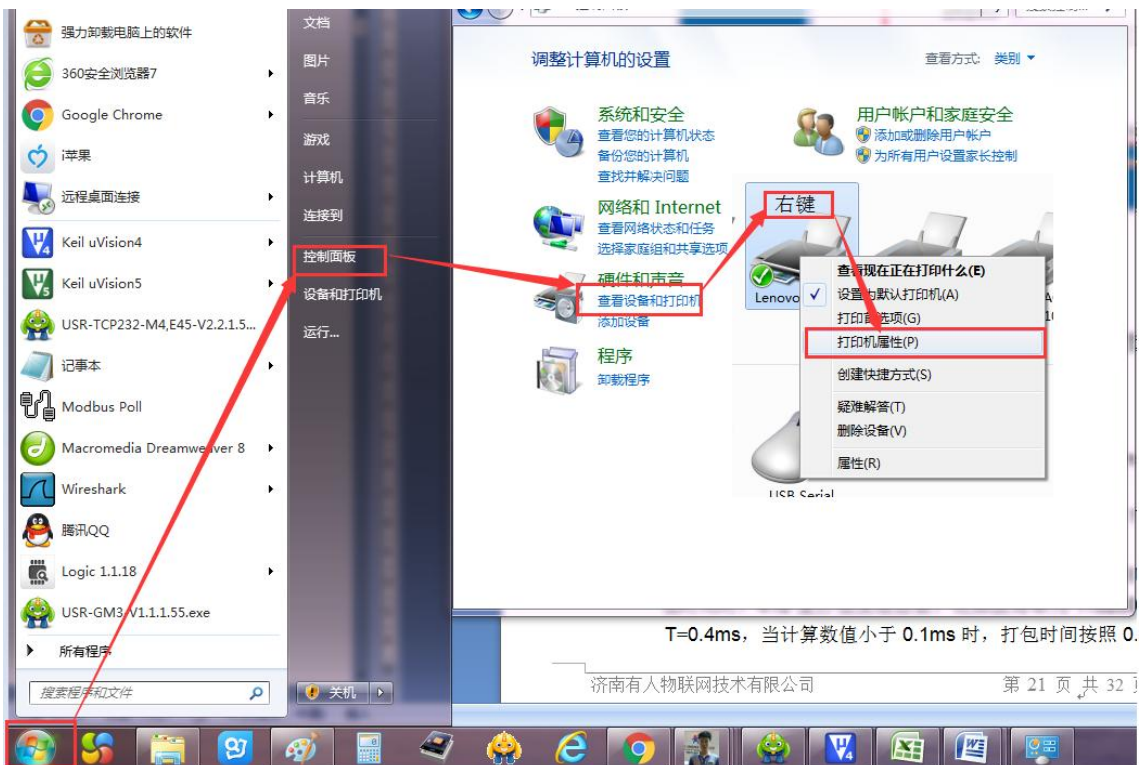 强力卸载电脑上的软件
360安全浏览器7
Google Chrome
i苹果
远程桌面连接
Keil uVision4
Keil uVision5
USR-TCP232-M4,E45-V2.2.1.5...
记事本
Modbus Poll
Macromedia Dreamweaver 8
Wireshark
腾讯QQ
Logic 1.1.18
USR-GM3-V1.1.1.55.exe
所有程序
搜索程序和文件
文档
图片
音乐
游戏
计算机
连接到
控制面板
设备和打印机
运行...
关机
调整计算机的设置
查看方式: 类别
系统和安全
查看您的计算机状态
备份您的计算机
查找并解决问题
网络和 Internet
查看网络状态和任务
选择家庭组和共享选项
硬件和声音
查看设备和打印机
添加设备
程序
卸载程序
用户帐户和家庭安全
添加或删除用户帐户
为所有用户设置家长控制
右键
Lenovo
查看现在正在打印什么(E)
设置为默认打印机(A)
打印首选项(G)
打印机属性(P)
创建快捷方式(S)
疑难解答(T)
删除设备(V)
属性(R)
USB Serial
T=0.4ms，当计算数值小于 0.1ms 时，打包时间按照 0.
济南有人物联网技术有限公司
第 21 页 共 32